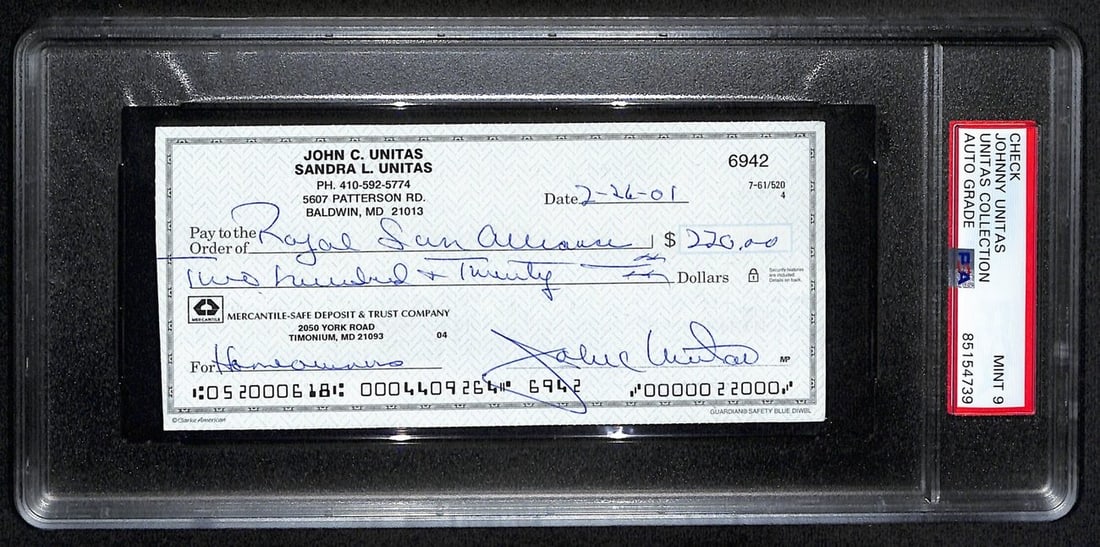 JOHN C. UNITAS
SANDRA L. UNITAS
PH. 410-592-5774
5607 PATTERSON RD.
BALDWIN, MD 21013
6942
7-61/520
4
Date 2-26-01
Pay to the
Order of Royal Sun Alliance $ 220.00
Two hundred + Twenty Dollars
Security features
are included.
Details on back.
MERCANTILE
MERCANTILE-SAFE DEPOSIT & TRUST COMPANY
2050 YORK ROAD
TIMONIUM, MD 21093 04
For Homeowners John C Unitas MP
⑆052000618⑆ 0004409264⑈ 6942 ⑈0000022000⑈
©Clarke American
GUARDIAN® SAFETY BLUE DIWBL
CHECK
JOHNNY UNITAS
UNITAS COLLECTION
AUTO GRADE
PSA
MINT 9
85154739